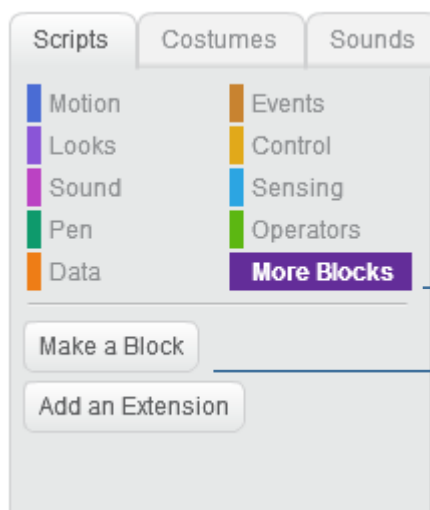 Scripts Costumes Sounds
Motion Events
Looks Control
Sound Sensing
Pen Operators
Data More Blocks
Make a Block
Add an Extension